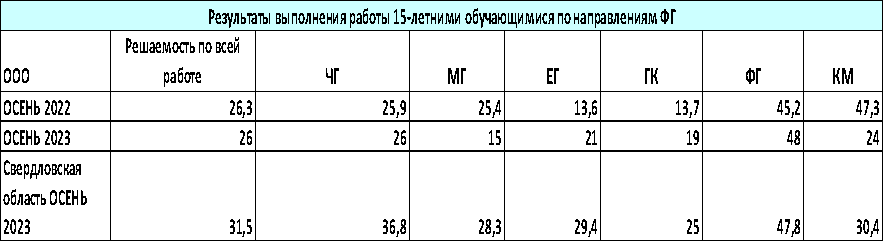 Результаты выполнения работы 15-летними обучающимися по направлениям ФГ
ООО Решаемость по всей работе ЧГ МГ ЕГ ГК ФГ КМ
ОСЕНЬ 2022 26,3 25,9 25,4 13,6 13,7 45,2 47,3
ОСЕНЬ 2023 26 26 15 21 19 48 24
Свердловская
область ОСЕНЬ
2023 31,5 36,8 28,3 29,4 25 47,8 30,4